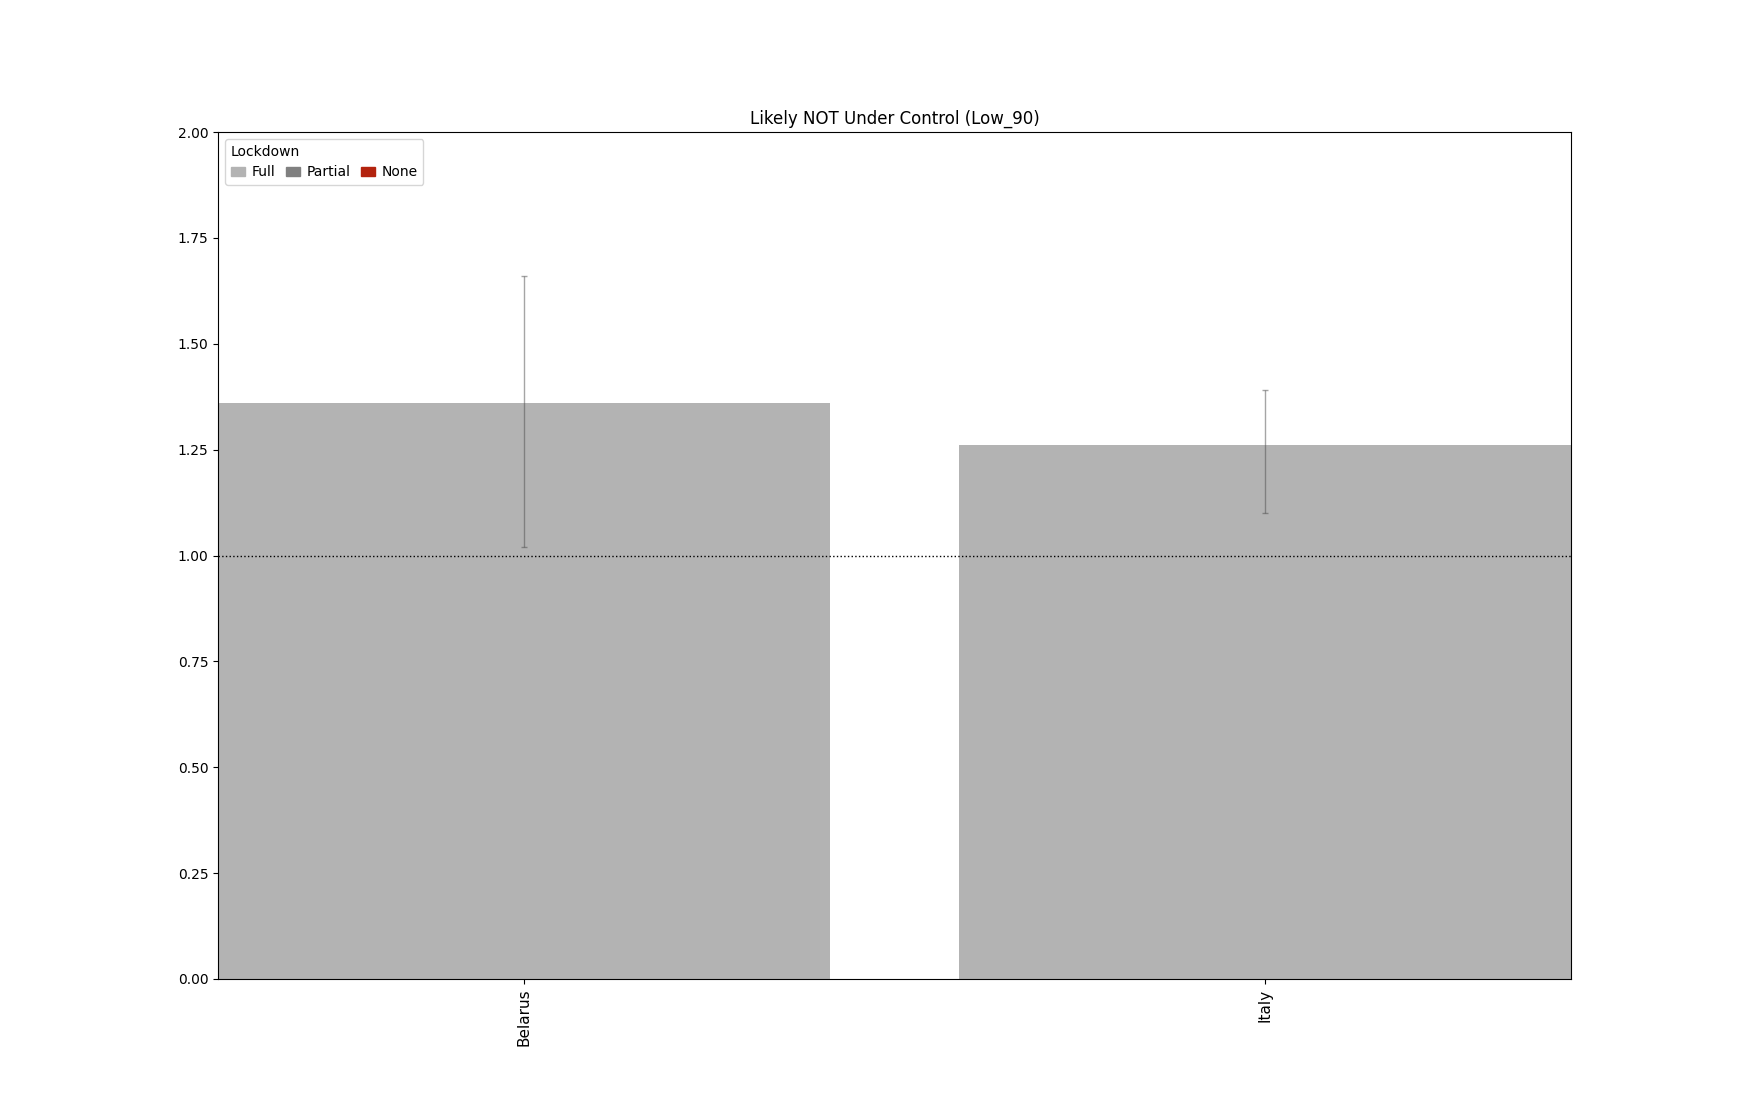 Likely NOT Under Control (Low_90)
Lockdown
Full Partial None
2.00
1.75
1.50
1.25
1.00
0.75
0.50
0.25
0.00
Belarus
Italy